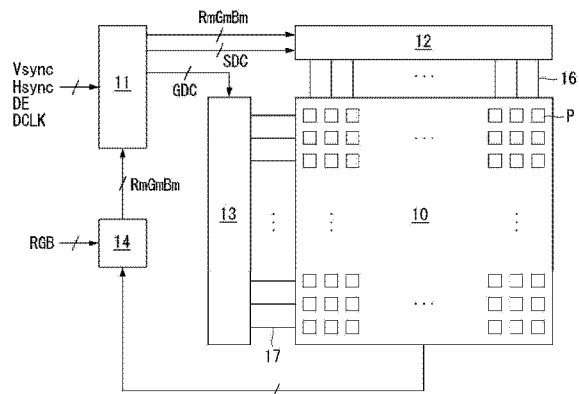 RmGmBm
12
SDC
Vsync
Hsync
DE
DCLK
11
GDC
16
P
RmGmBm
13
10
RGB
14
17